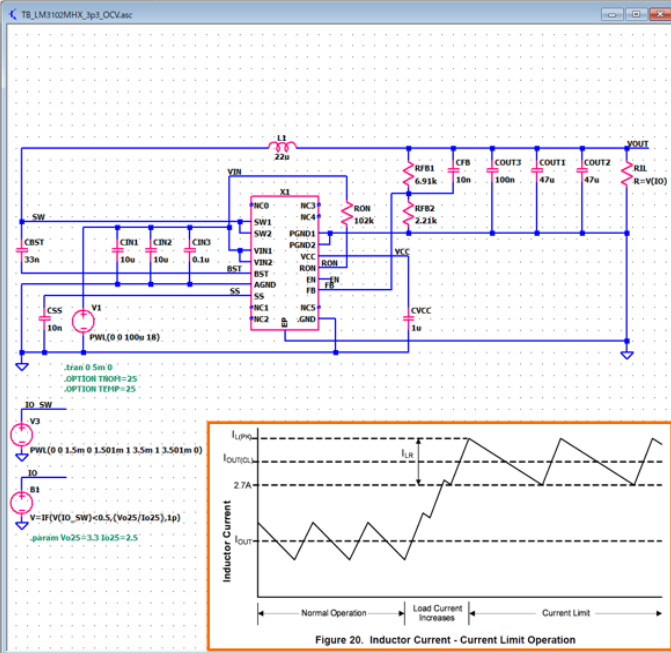 TB_LM3102MHX_3p3_OCV.asc
L1
22u
VOUT
VIN
RFB1
6.91k
CFB
10n
COUT3
100n
COUT1
47u
COUT2
47u
RIL
R=V(IO)
X1
NC0
NC3
NC4
RON
102k
RFB2
2.21k
SW
SW1
SW2
PGND1
PGND2
CBST
33n
CIN1
10u
CIN2
10u
CIN3
0.1u
VIN1
VIN2
VCC
VCC
BST
BST
RON
RON
AGND
EN
EN
SS
SS
FB
FB
CSS
10n
V1
PWL(0 0 100u 18)
NC1
NC2
NC5
.GND
EP
CVCC
1u
.tran 0 5m 0
.OPTION TNOM=25
.OPTION TEMP=25
IO_SW
V3
PWL(0 0 1.5m 0 1.501m 1 3.5m 1 3.501m 0)
IO
B1
V=IF(V(IO_SW)<0.5,(Vo25/Io25),1p)
.param Vo25=3.3 Io25=2.5
Inductor Current
IL(PK)
IOUT(CL)
ILR
2.7A
IOUT
Normal Operation
Load Current
Increases
Current Limit
Figure 20. Inductor Current - Current Limit Operation